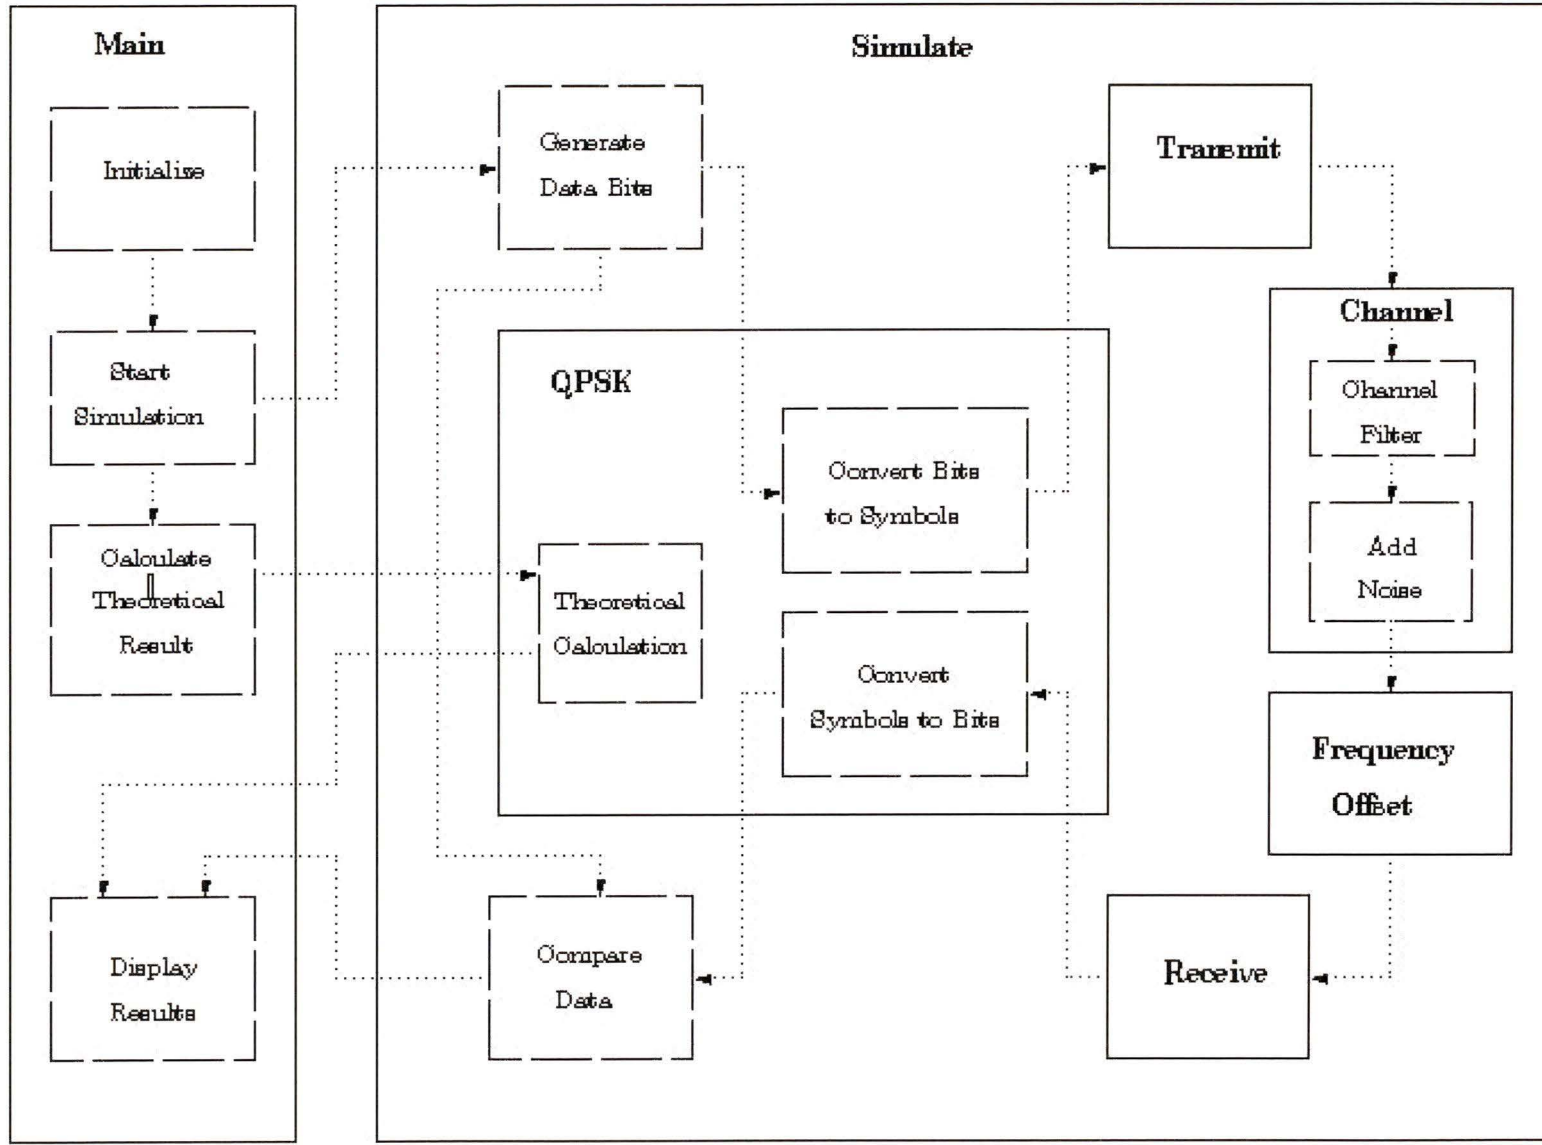 Main
Initialize
Start
Simulation
Calculate
Theoretical
Result
Display
Results
Simulate
Generate
Data Bits
QPSK
Convert Bits
to Symbols
Theoretical
Calculation
Convert
Symbols to Bits
Compare
Data
Transmit
Channel
Channel
Filter
Add
Noise
Frequency
Offset
Receive